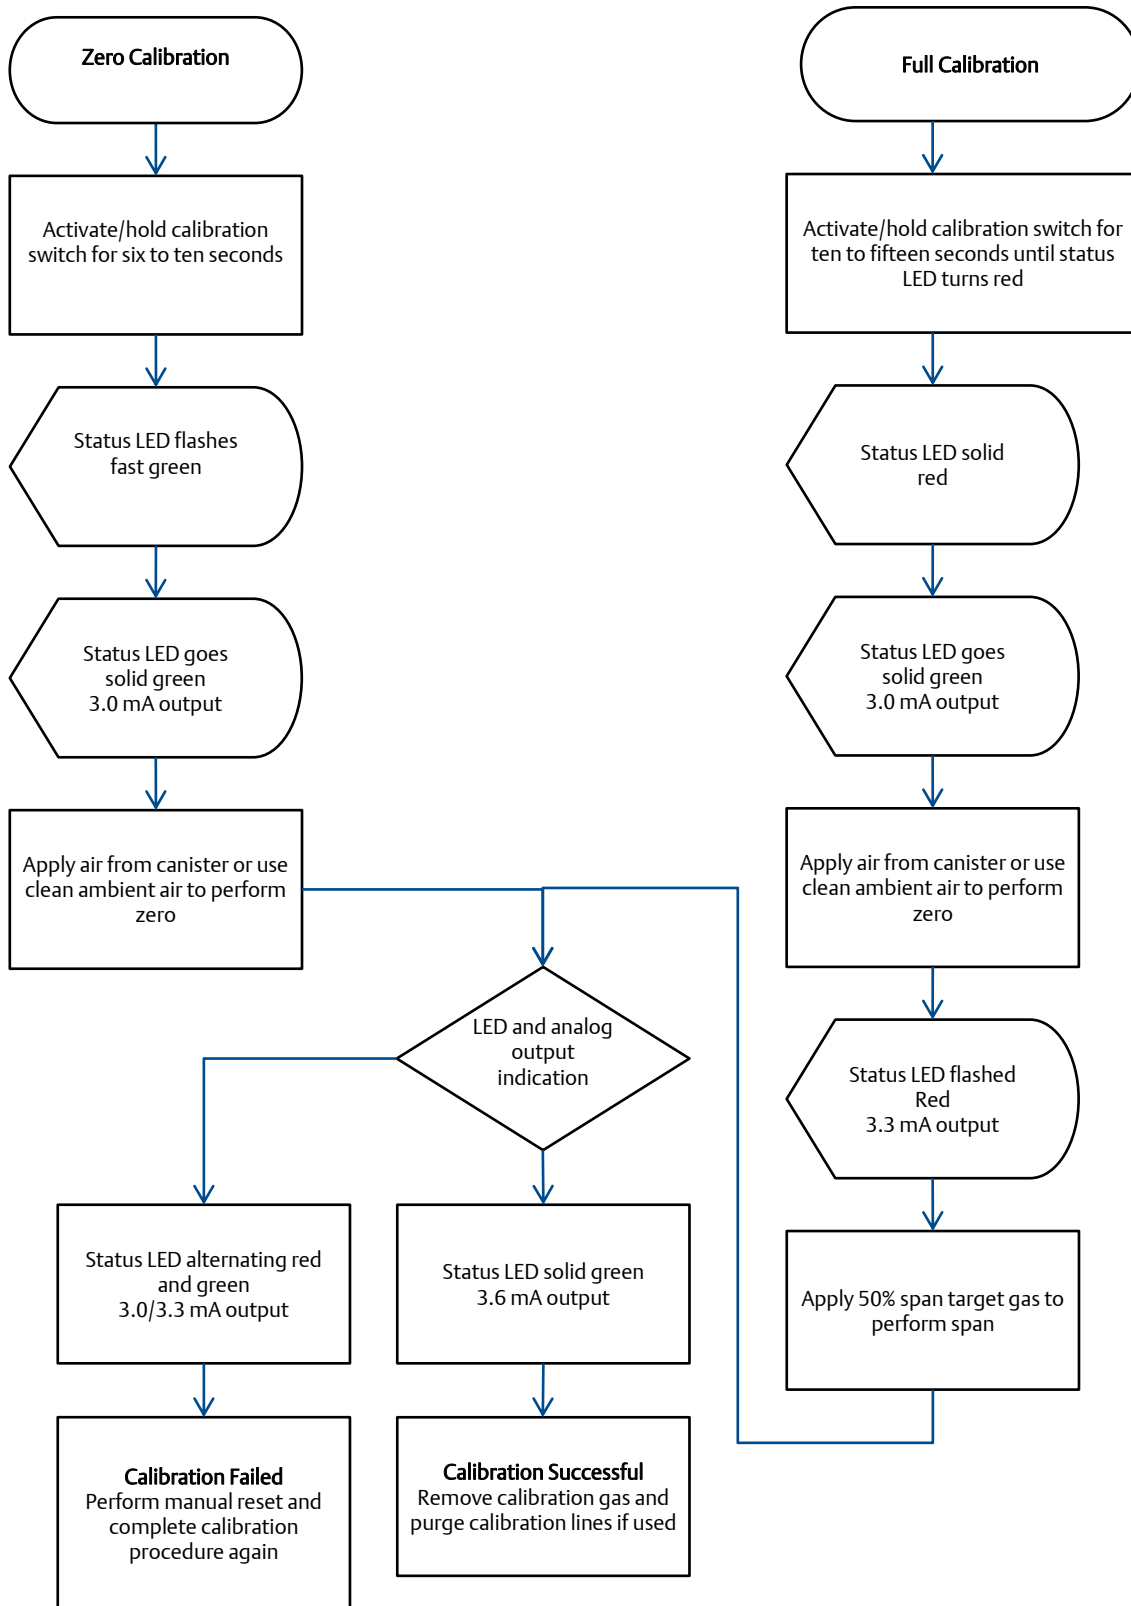 Zero Calibration
Activate/hold calibration
switch for six to ten seconds
Status LED flashes
fast green
Status LED goes
solid green
3.0 mA output
Apply air from canister or use
clean ambient air to perform
zero
Full Calibration
Activate/hold calibration switch for
ten to fifteen seconds until status
LED turns red
Status LED solid
red
Status LED goes
solid green
3.0 mA output
Apply air from canister or use
clean ambient air to perform
zero
Status LED flashed
Red
3.3 mA output
Apply 50% span target gas to
perform span
LED and analog
output
indication
Status LED alternating red
and green
3.0/3.3 mA output
Calibration Failed
Perform manual reset and
complete calibration
procedure again
Status LED solid green
3.6 mA output
Calibration Successful
Remove calibration gas and
purge calibration lines if used